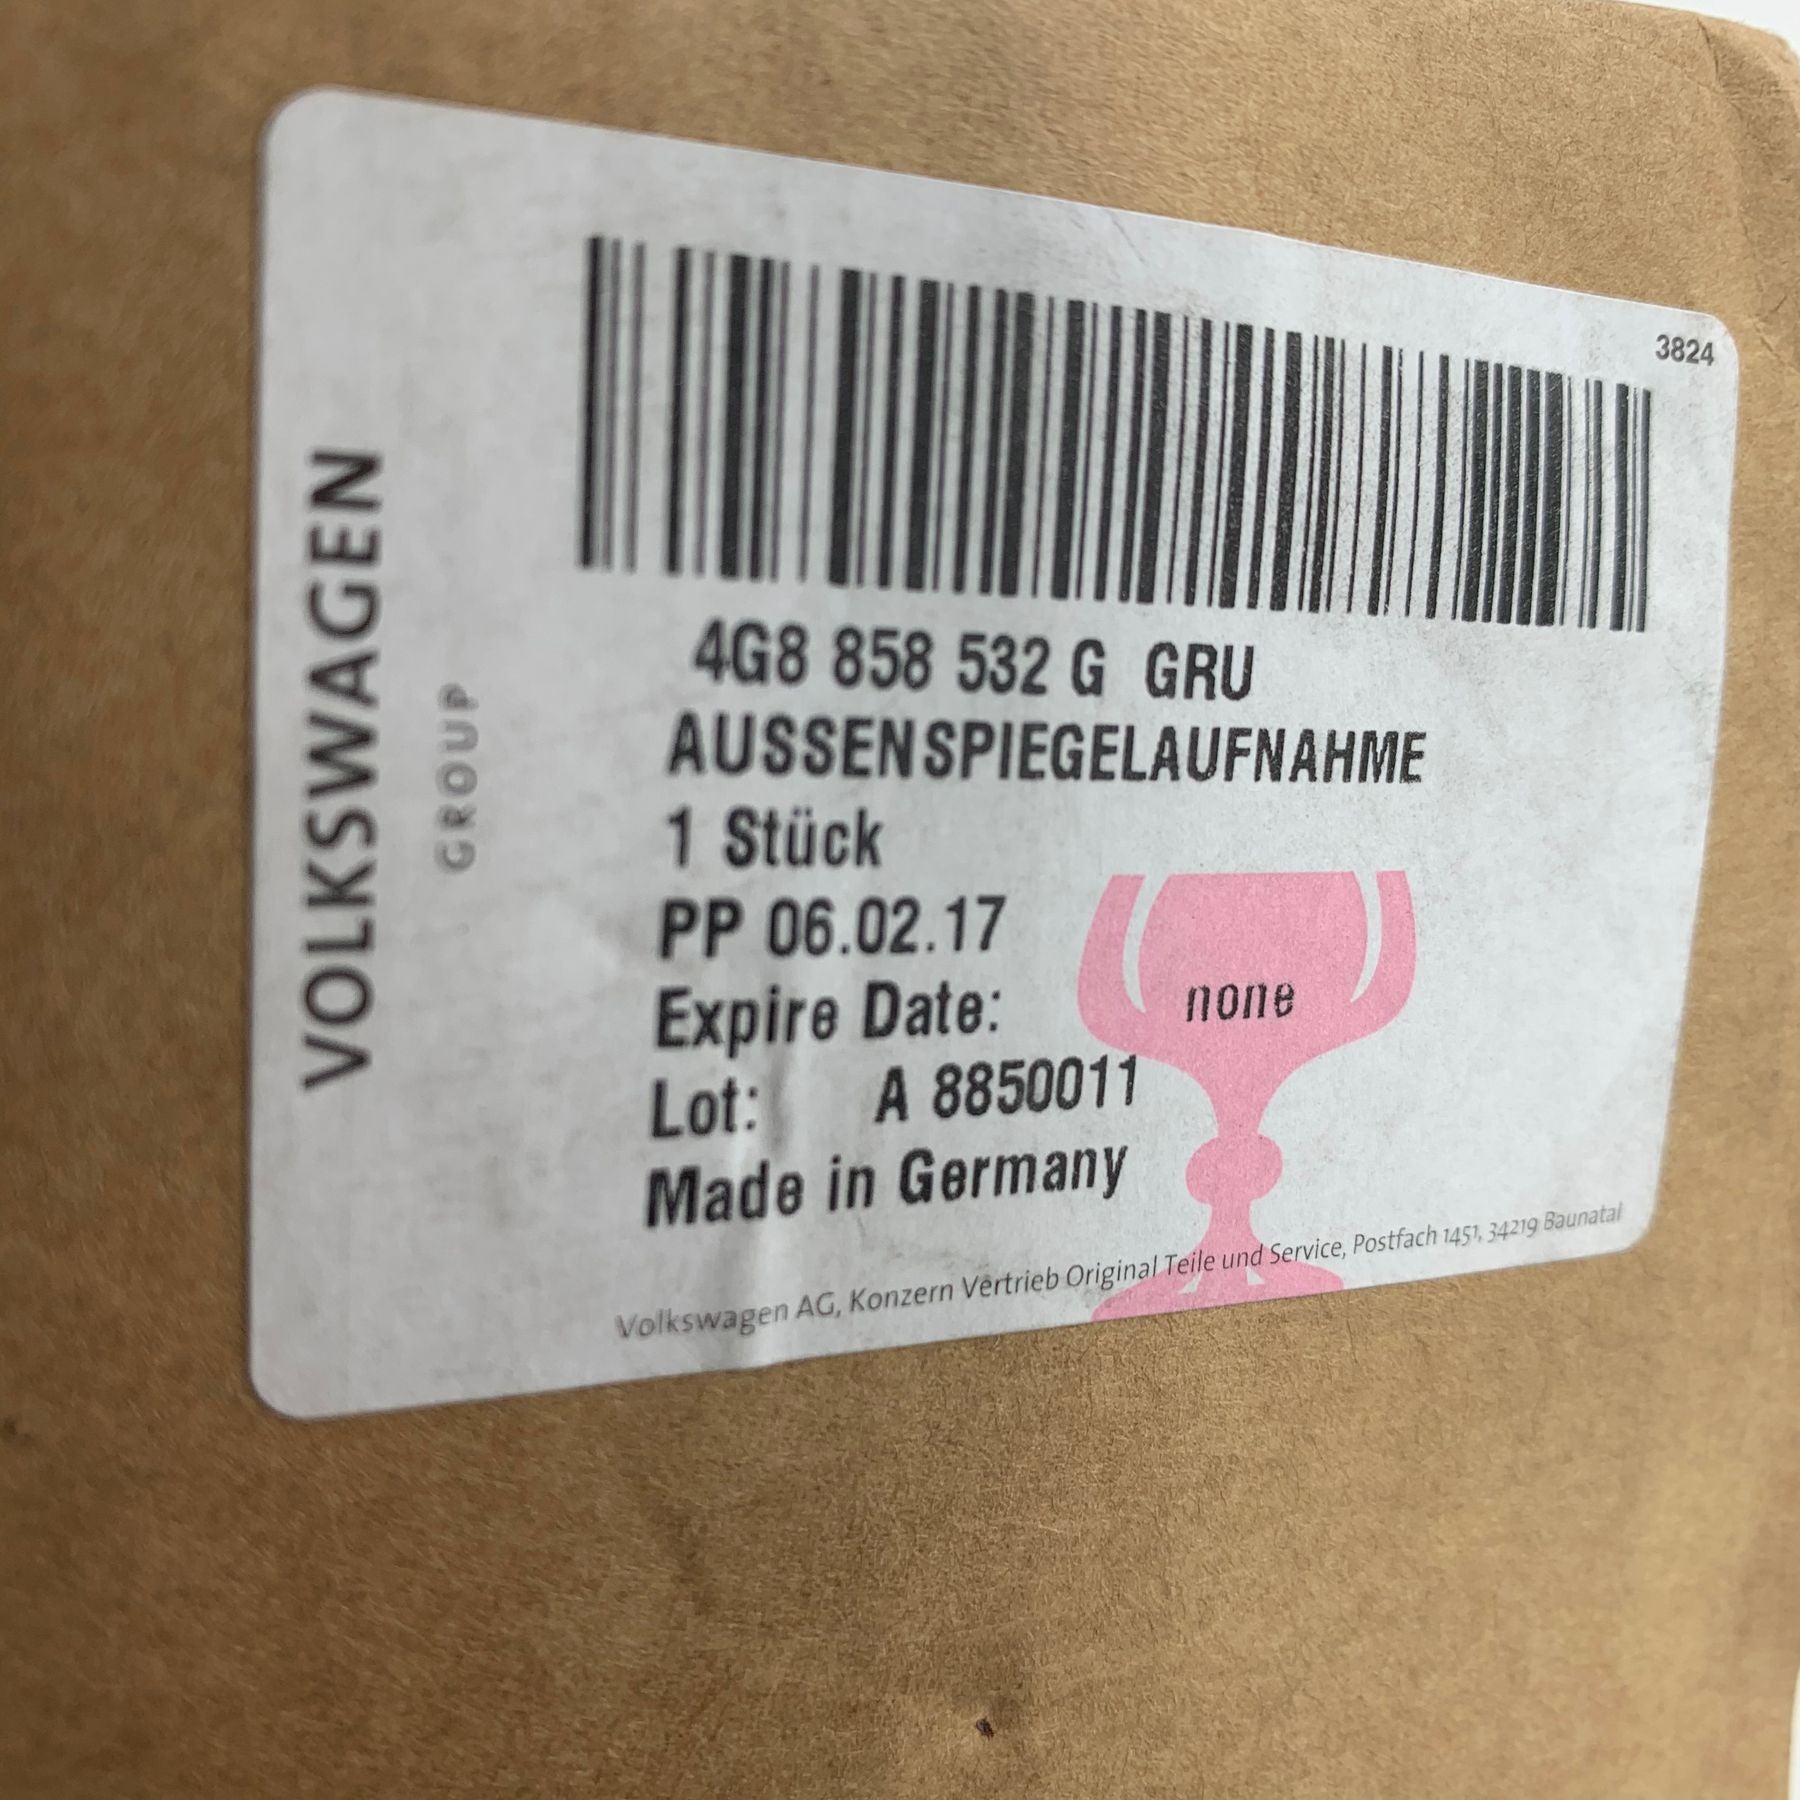 3824
VOLKSWAGEN
GROUP
4G8 858 532 G GRU
AUSSENSPIEGELAUFNAHME
1 Stück
PP 06.02.17
Expire Date: none
Lot: A 8850011
Made in Germany
Volkswagen AG, Konzern Vertrieb Original Teile und Service, Postfach 1451, 34219 Baunatal